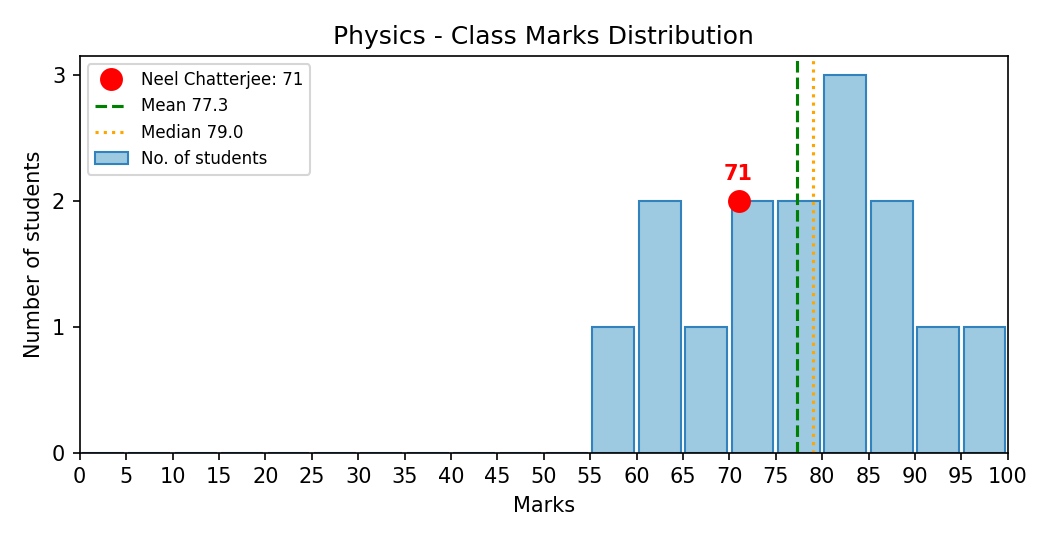 Physics - Class Marks Distribution
Neel Chatterjee: 71
Mean 77.3
Median 79.0
No. of students
71
3
2
1
0
Number of students
0 5 10 15 20 25 30 35 40 45 50 55 60 65 70 75 80 85 90 95 100
Marks